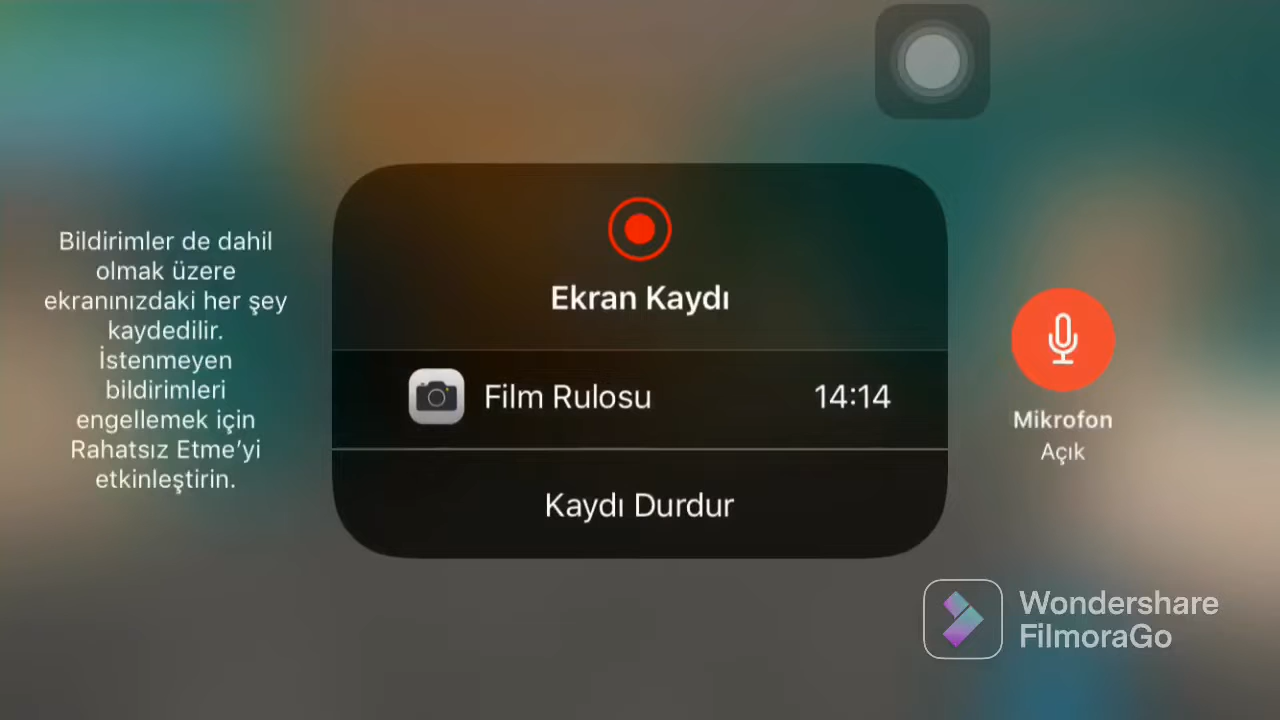 Bildirimler de dahil
olmak üzere
ekranınızdaki her şey
kaydedilir.
İstenmeyen
bildirimleri
engellemek için
Rahatsız Etme'yi
etkinleştirin.
Ekran Kaydı
Film Rulosu 14:14
Kaydı Durdur
Mikrofon
Açık
Wondershare
FilmoraGo